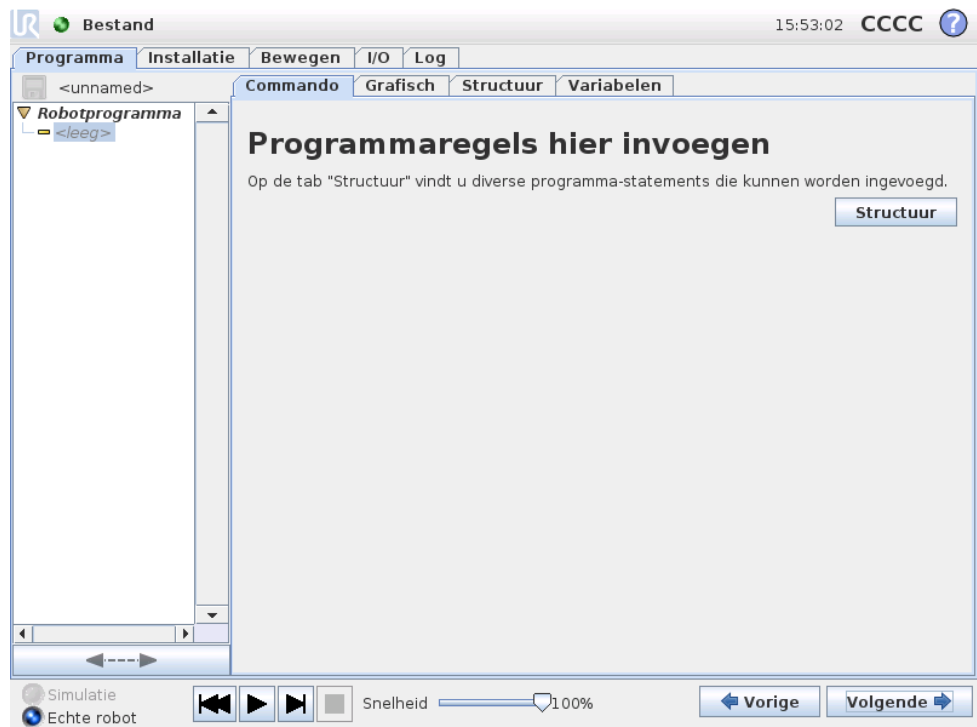 UR Bestand 15:53:02 CCCC ?
Programma Installatie Bewegen I/O Log
<unnamed>
Commando Grafisch Structuur Variabelen
Robotprogramma
<leeg>
Programmaregels hier invoegen
Op de tab "Structuur" vindt u diverse programma-statements die kunnen worden ingevoegd.
Structuur
Simulatie
Echte robot
Snelheid 100%
Vorige Volgende